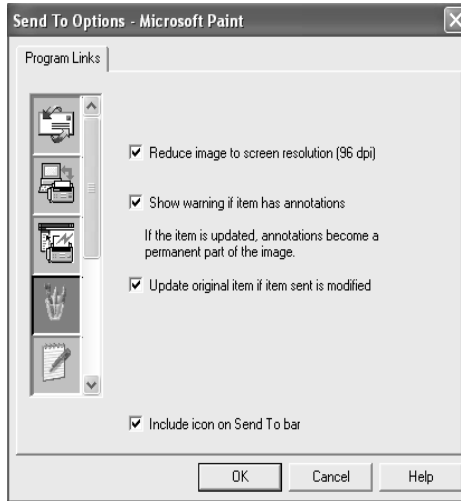 Send To Options - Microsoft Paint
Program Links
Reduce image to screen resolution (96 dpi)
Show warning if item has annotations
If the item is updated, annotations become a
permanent part of the image.
Update original item if item sent is modified
Include icon on Send To bar
OK Cancel Help